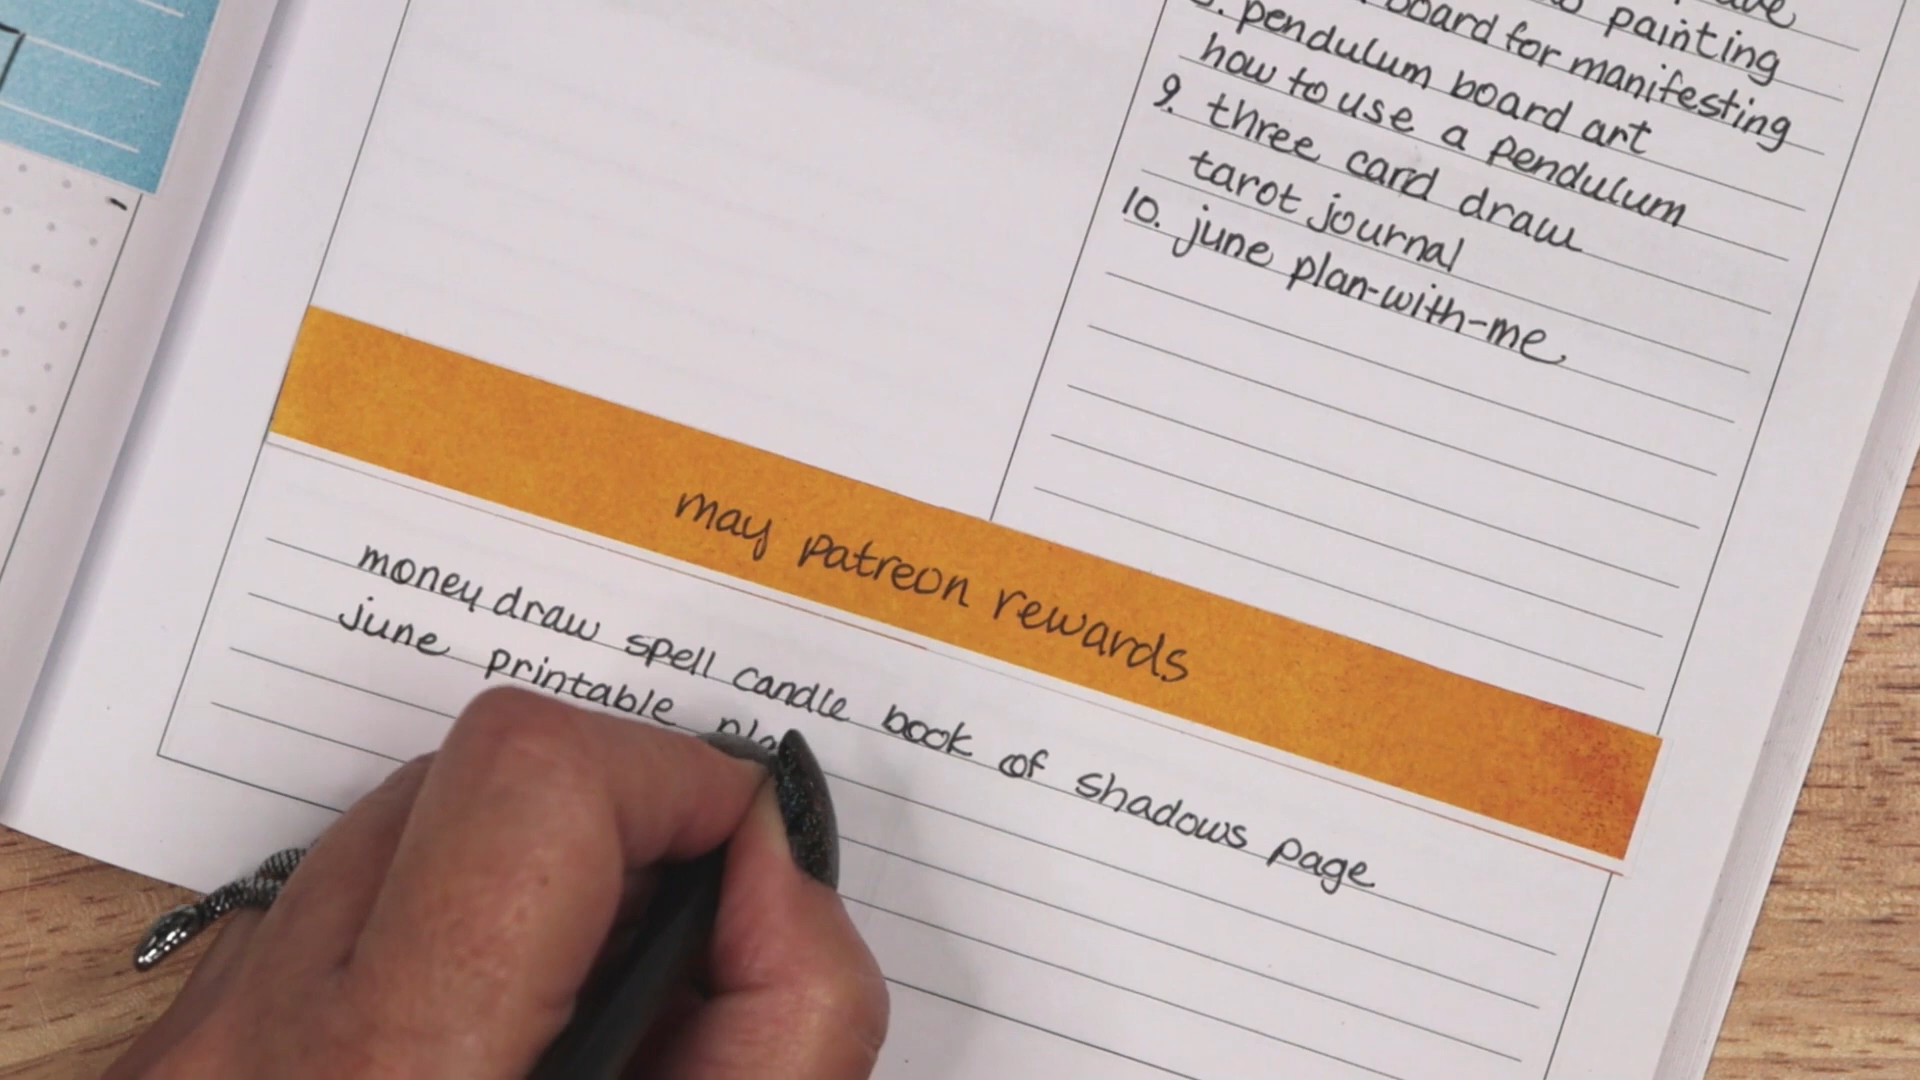 painting
board for manifesting
pendulum board art
how to use a pendulum
9. three card draw
tarot journal
10. june plan-with-me
may patreon rewards
money draw spell candle book of shadows page
june printable